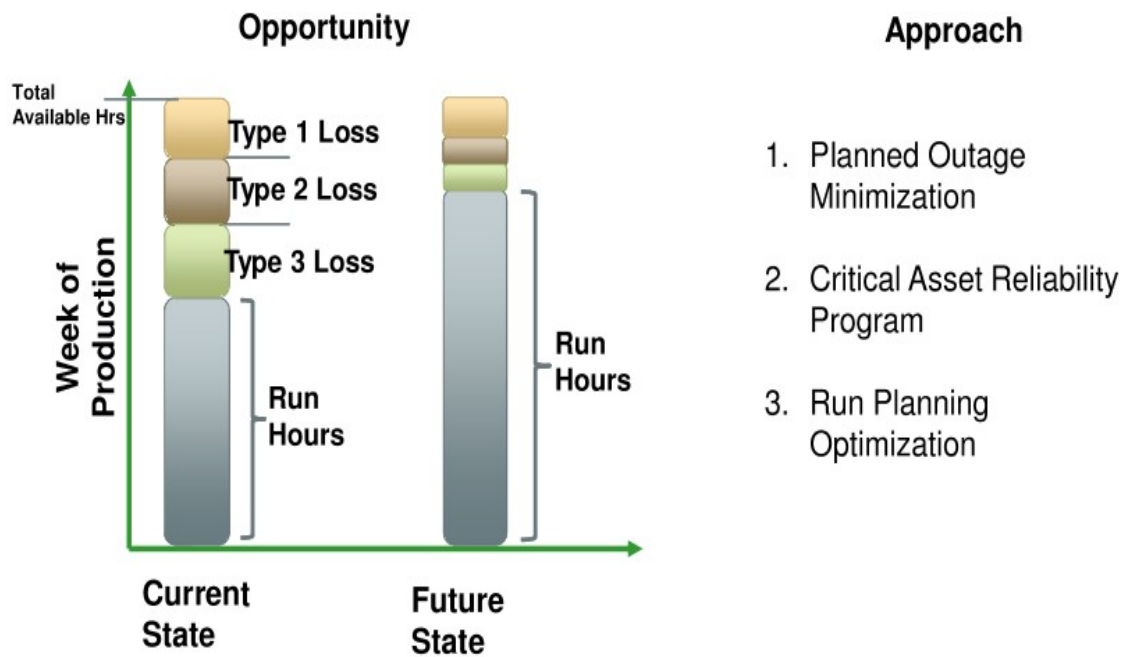 Opportunity
Total
Available Hrs
Type 1 Loss
Type 2 Loss
Type 3 Loss
Week of
Production
Run
Hours
Run
Hours
Current
State
Future
State
Approach
1. Planned Outage
Minimization
2. Critical Asset Reliability
Program
3. Run Planning
Optimization